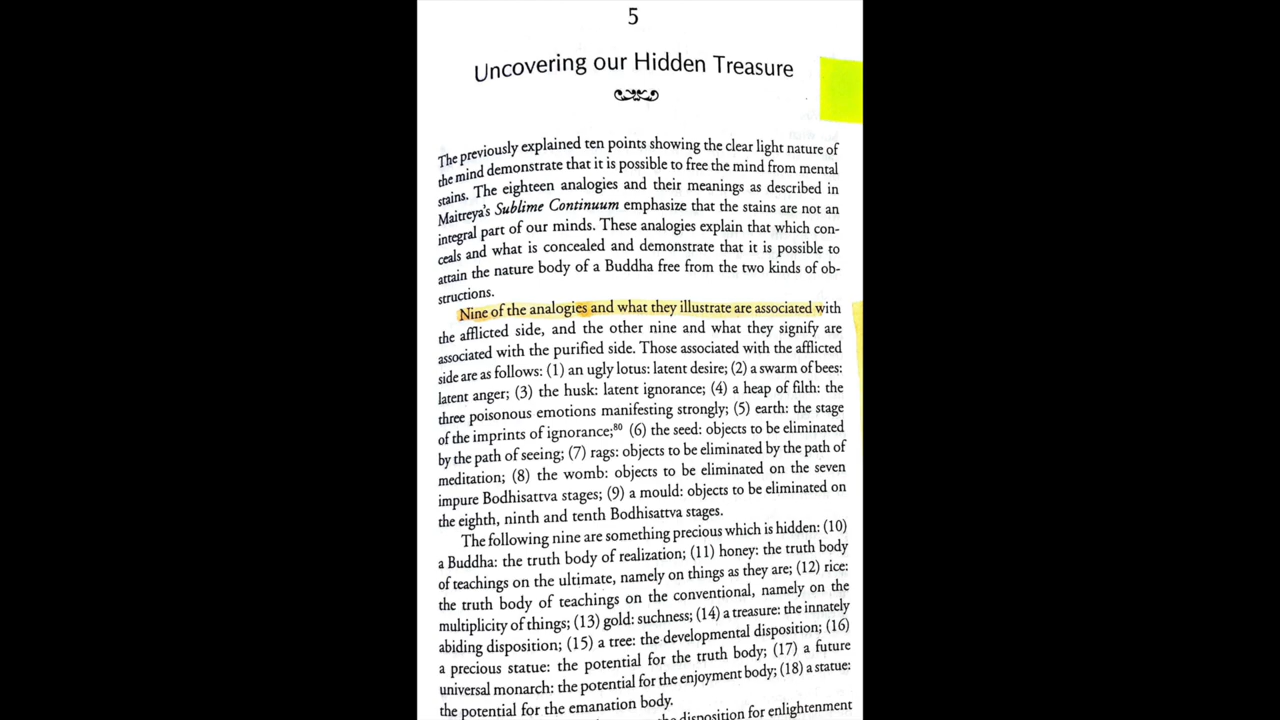 5
Uncovering our Hidden Treasure
The previously explained ten points showing the clear light nature of
the mind demonstrate that it is possible to free the mind from mental
stains. The eighteen analogies and their meanings as described in
Maitreya's Sublime Continuum emphasize that the stains are not an
integral part of our minds. These analogies explain that which con-
ceals and what is concealed and demonstrate that it is possible to
attain the nature body of a Buddha free from the two kinds of ob-
structions.
Nine of the analogies and what they illustrate are associated with
the afflicted side, and the other nine and what they signify are
associated with the purified side. Those associated with the afflicted
side are as follows: (1) an ugly lotus: latent desire; (2) a swarm of bees:
latent anger; (3) the husk: latent ignorance; (4) a heap of filth: the
three poisonous emotions manifesting strongly; (5) earth: the stage
of the imprints of ignorance;80 (6) the seed: objects to be eliminated
by the path of seeing; (7) rags: objects to be eliminated by the path of
meditation; (8) the womb: objects to be eliminated on the seven
impure Bodhisattva stages; (9) a mould: objects to be eliminated on
the eighth, ninth and tenth Bodhisattva stages.
The following nine are something precious which is hidden: (10)
a Buddha: the truth body of realization; (11) honey: the truth body
of teachings on the ultimate, namely on things as they are; (12) rice:
the truth body of teachings on the conventional, namely on the
multiplicity of things; (13) gold: suchness; (14) a treasure: the innately
abiding disposition; (15) a tree: the developmental disposition; (16)
a precious statue: the potential for the truth body; (17) a future
universal monarch: the potential for the enjoyment body; (18) a statue:
the potential for the emanation body.
disposition for enlightenment